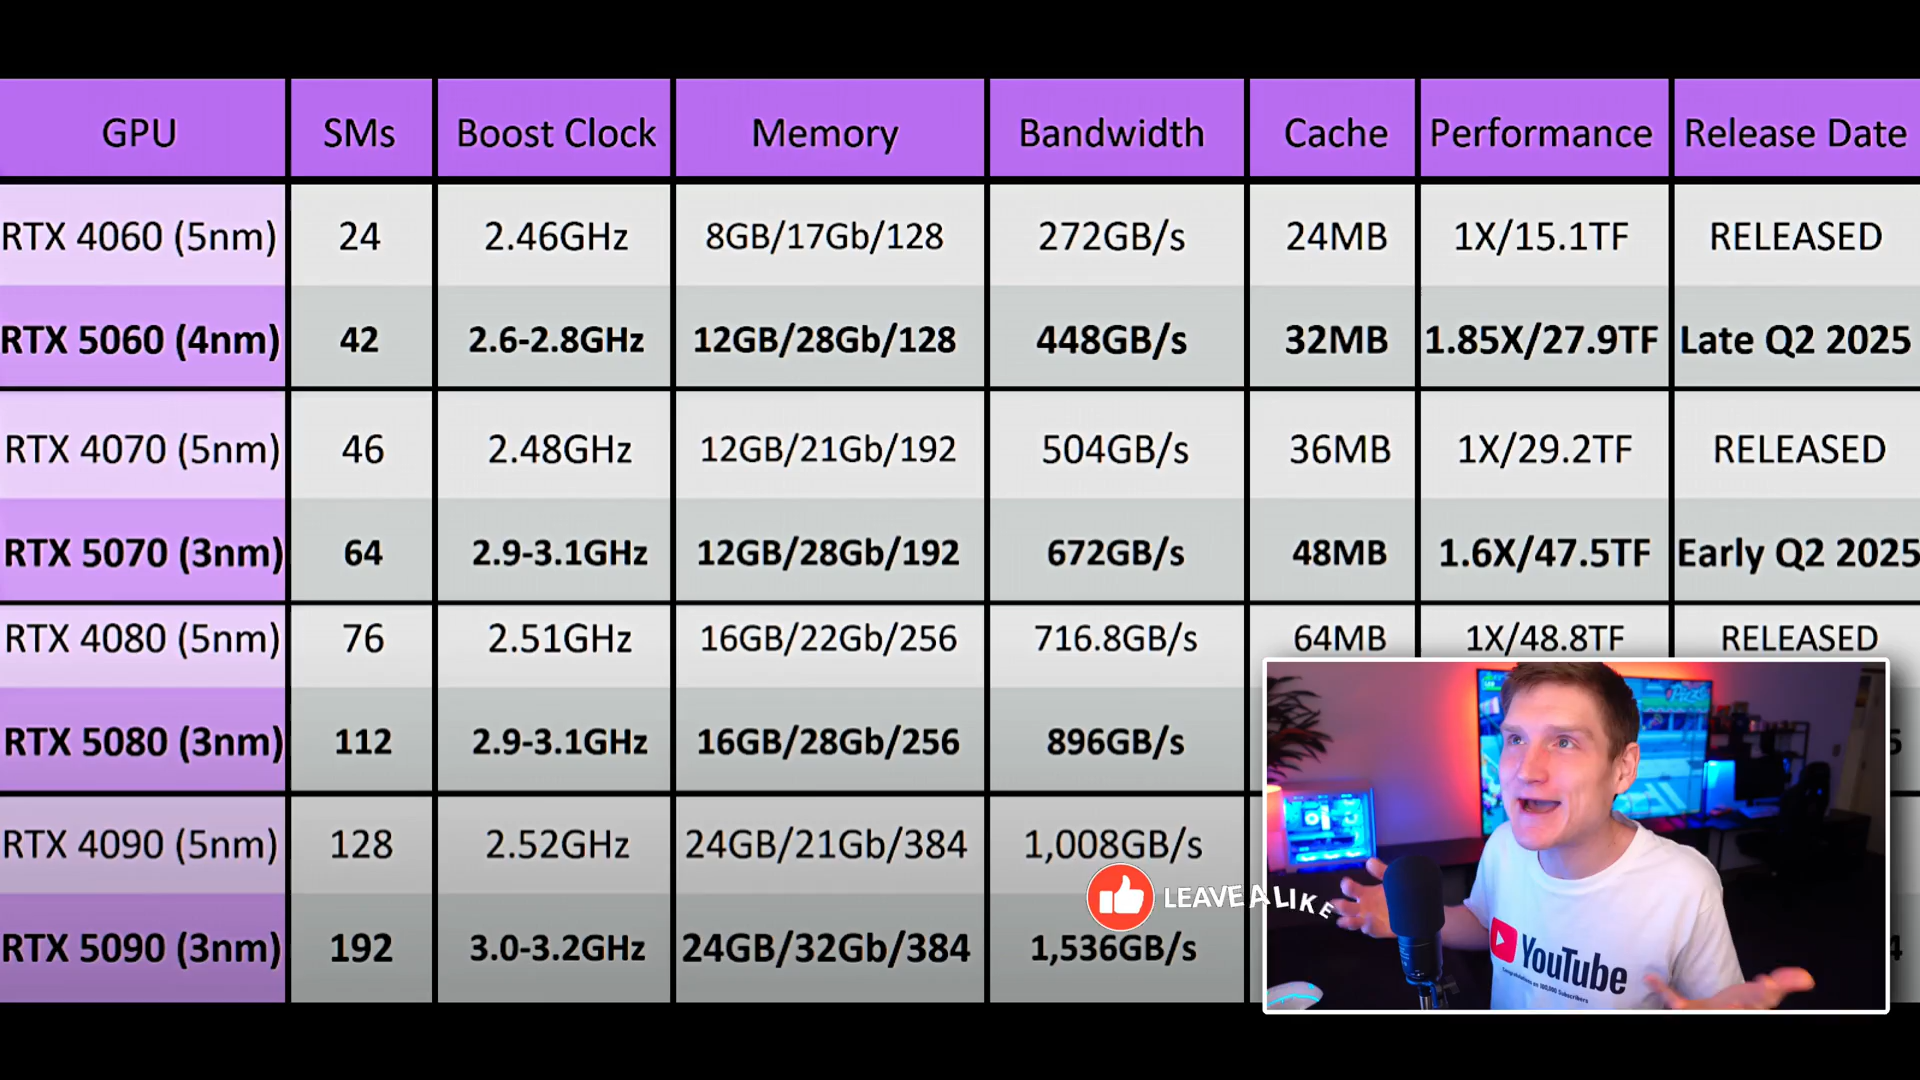 GPU SMs Boost Clock Memory Bandwidth Cache Performance Release Date
RTX 4060 (5nm) 24 2.46GHz 8GB/17Gb/128 272GB/s 24MB 1X/15.1TF RELEASED
RTX 5060 (4nm) 42 2.6-2.8GHz 12GB/28Gb/128 448GB/s 32MB 1.85X/27.9TF Late Q2 2025
RTX 4070 (5nm) 46 2.48GHz 12GB/21Gb/192 504GB/s 36MB 1X/29.2TF RELEASED
RTX 5070 (3nm) 64 2.9-3.1GHz 12GB/28Gb/192 672GB/s 48MB 1.6X/47.5TF Early Q2 2025
RTX 4080 (5nm) 76 2.51GHz 16GB/22Gb/256 716.8GB/s 64MB 1X/48.8TF RELEASED
RTX 5080 (3nm) 112 2.9-3.1GHz 16GB/28Gb/256 896GB/s
RTX 4090 (5nm) 128 2.52GHz 24GB/21Gb/384 1,008GB/s
RTX 5090 (3nm) 192 3.0-3.2GHz 24GB/32Gb/384 1,536GB/s
LEAVE A LIKE
YouTube
Congratulations on 100,000 Subscribers